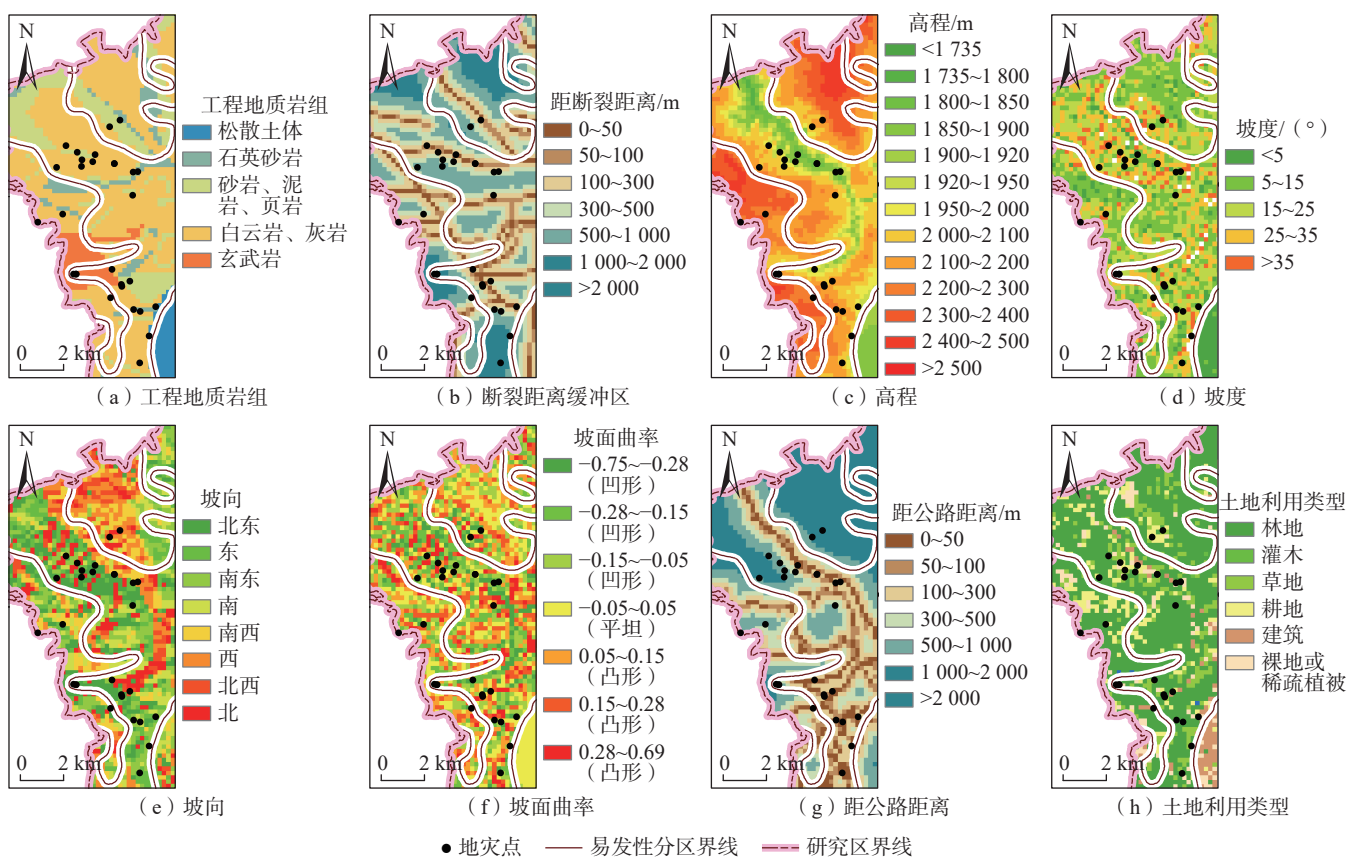 N
工程地质岩组
松散土体
石英砂岩
砂岩、泥
岩、页岩
白云岩、灰岩
玄武岩
0 2 km
（a）工程地质岩组
N
距断裂距离/m
0~50
50~100
100~300
300~500
500~1 000
1 000~2 000
>2 000
0 2 km
（b）断裂距离缓冲区
N
高程/m
<1 735
1 735~1 800
1 800~1 850
1 850~1 900
1 900~1 920
1 920~1 950
1 950~2 000
2 000~2 100
2 100~2 200
2 200~2 300
2 300~2 400
2 400~2 500
>2 500
0 2 km
（c）高程
N
坡度/（°）
<5
5~15
15~25
25~35
>35
0 2 km
（d）坡度
N
坡向
北东
东
南东
南
南西
西
北西
北
0 2 km
（e）坡向
N
坡面曲率
−0.75~−0.28
（凹形）
−0.28~−0.15
（凹形）
−0.15~−0.05
（凹形）
−0.05~0.05
（平坦）
0.05~0.15
（凸形）
0.15~0.28
（凸形）
0.28~0.69
（凸形）
0 2 km
（f）坡面曲率
N
距公路距离/m
0~50
50~100
100~300
300~500
500~1 000
1 000~2 000
>2 000
0 2 km
（g）距公路距离
N
土地利用类型
林地
灌木
草地
耕地
建筑
裸地或
稀疏植被
0 2 km
（h）土地利用类型
地灾点 易发性分区界线 研究区界线